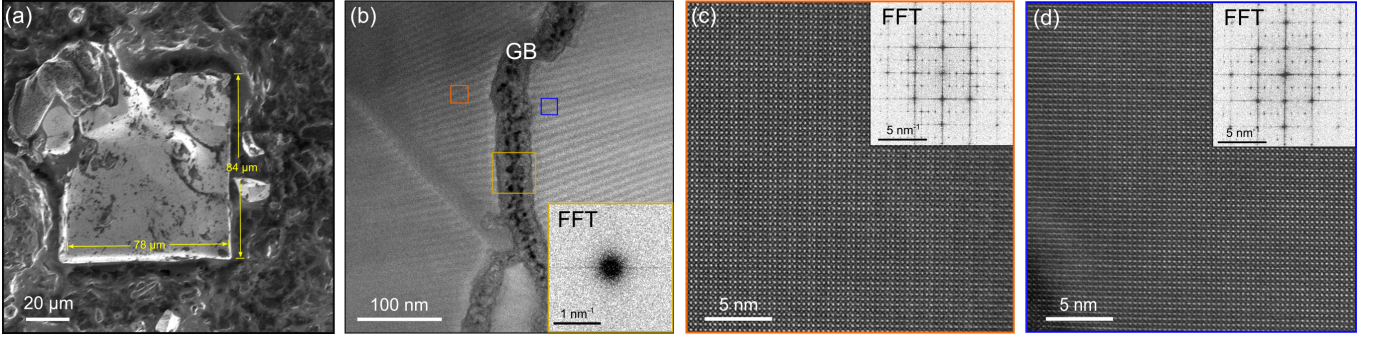 (a)
84 µm
78 µm
20 µm
(b)
GB
FFT
1 nm⁻¹
100 nm
(c)
FFT
5 nm⁻¹
5 nm
(d)
FFT
5 nm⁻¹
5 nm